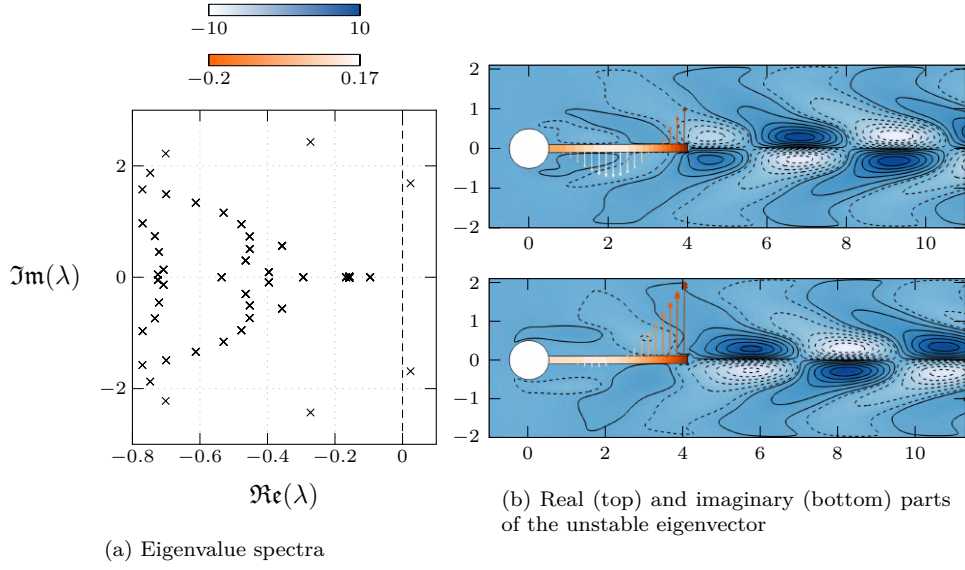 −10 10
−0.2 0.17
2
0
−2
−0.8 −0.6 −0.4 −0.2 0
ℑm(λ)
ℜe(λ)
(a) Eigenvalue spectra
2
1
0
−1
−2
0 2 4 6 8 10
2
1
0
−1
−2
0 2 4 6 8 10
(b) Real (top) and imaginary (bottom) parts
of the unstable eigenvector